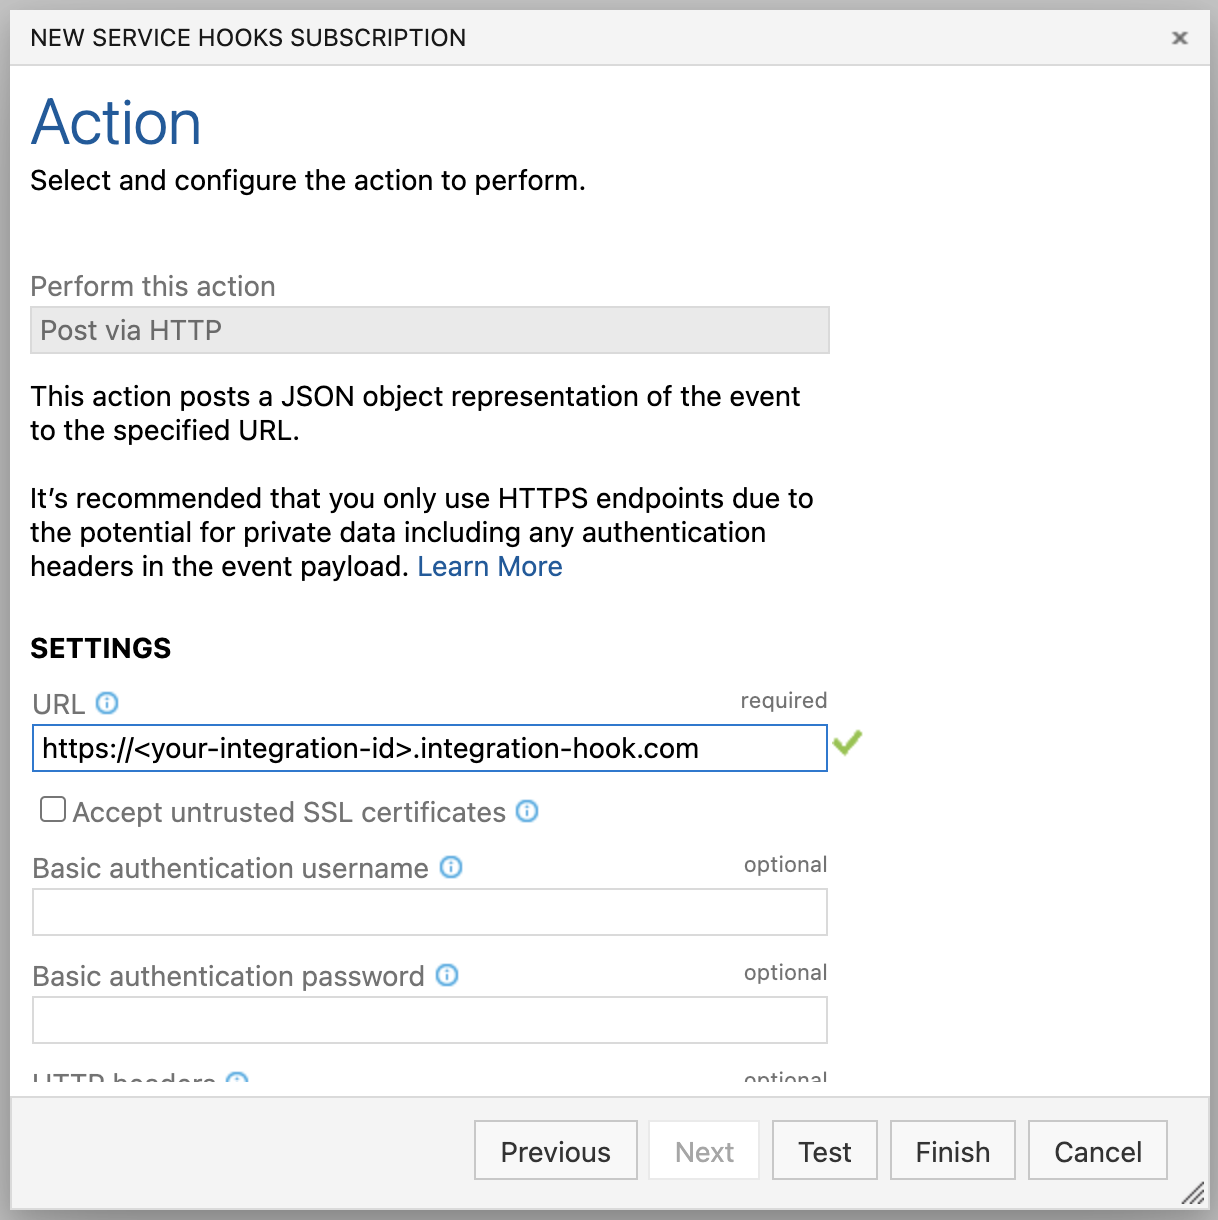 NEW SERVICE HOOKS SUBSCRIPTION
Action
Select and configure the action to perform.
Perform this action
Post via HTTP
This action posts a JSON object representation of the event
to the specified URL.
It's recommended that you only use HTTPS endpoints due to
the potential for private data including any authentication
headers in the event payload. Learn More
SETTINGS
URL required
https://<your-integration-id>.integration-hook.com
Accept untrusted SSL certificates
Basic authentication username optional
Basic authentication password optional
HTTP headers optional
Previous Next Test Finish Cancel